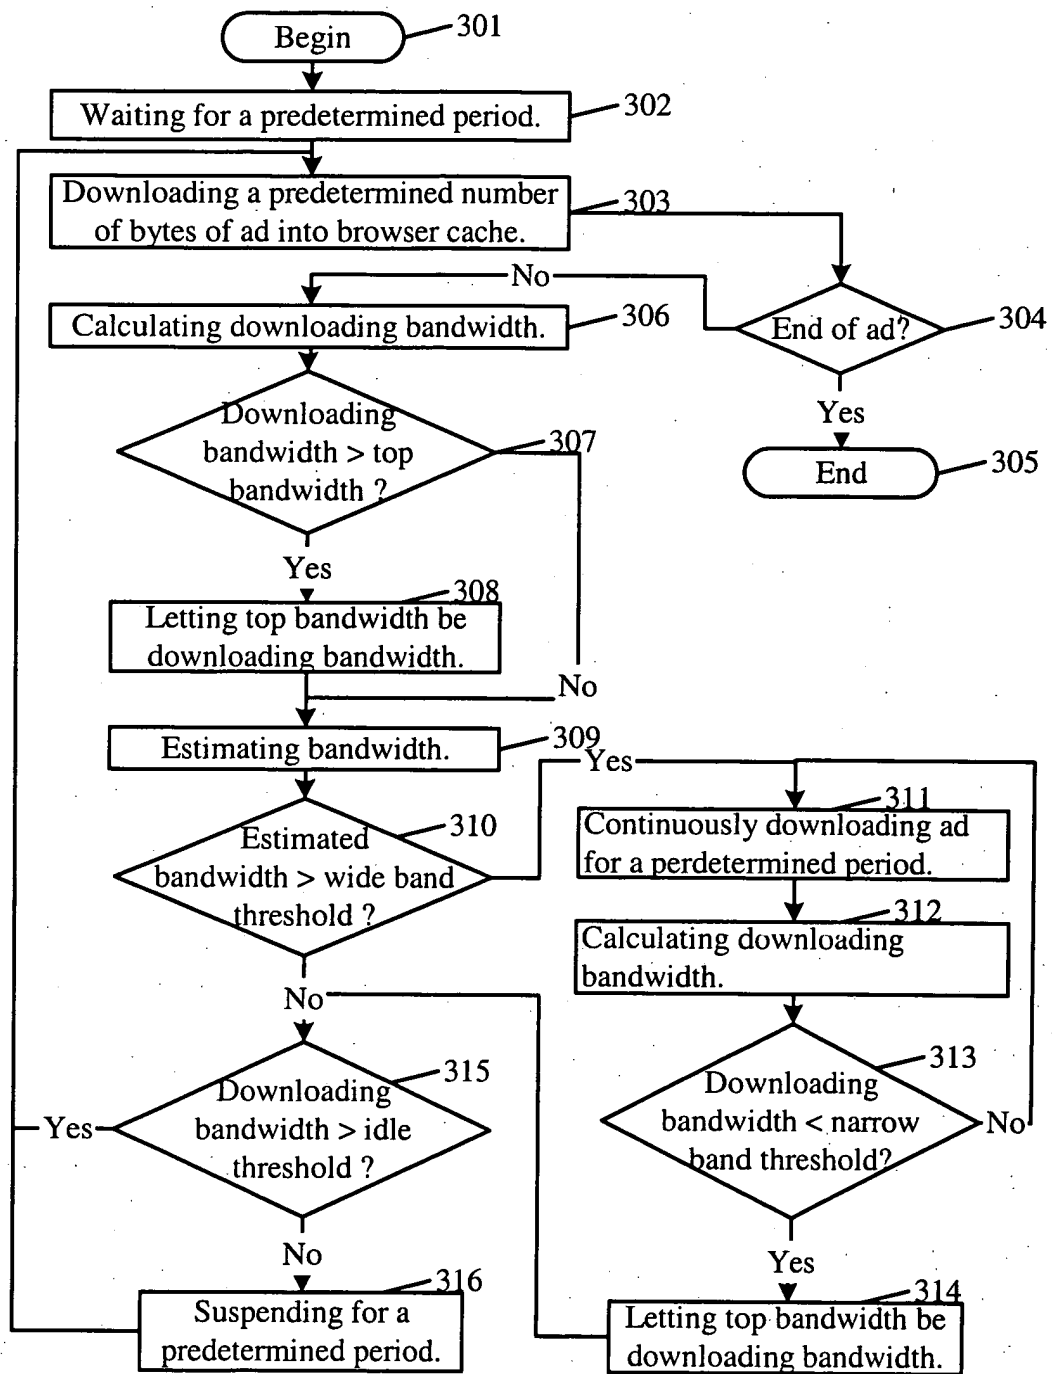 Begin
301
Waiting for a predetermined period.
302
Downloading a predetermined number
of bytes of ad into browser cache.
303
No
Calculating downloading bandwidth.
306
End of ad?
304
Yes
End
305
Downloading
bandwidth > top
bandwidth ?
307
Yes
308
Letting top bandwidth be
downloading bandwidth.
No
Estimating bandwidth.
309
Yes
Estimated
bandwidth > wide band
threshold ?
310
311
Continuously downloading ad
for a perdetermined period.
312
Calculating downloading
bandwidth.
No
Downloading
bandwidth > idle
threshold ?
315
Yes
Downloading
bandwidth < narrow
band threshold?
313
No
No
316
Suspending for a
predetermined period.
Yes
314
Letting top bandwidth be
downloading bandwidth.